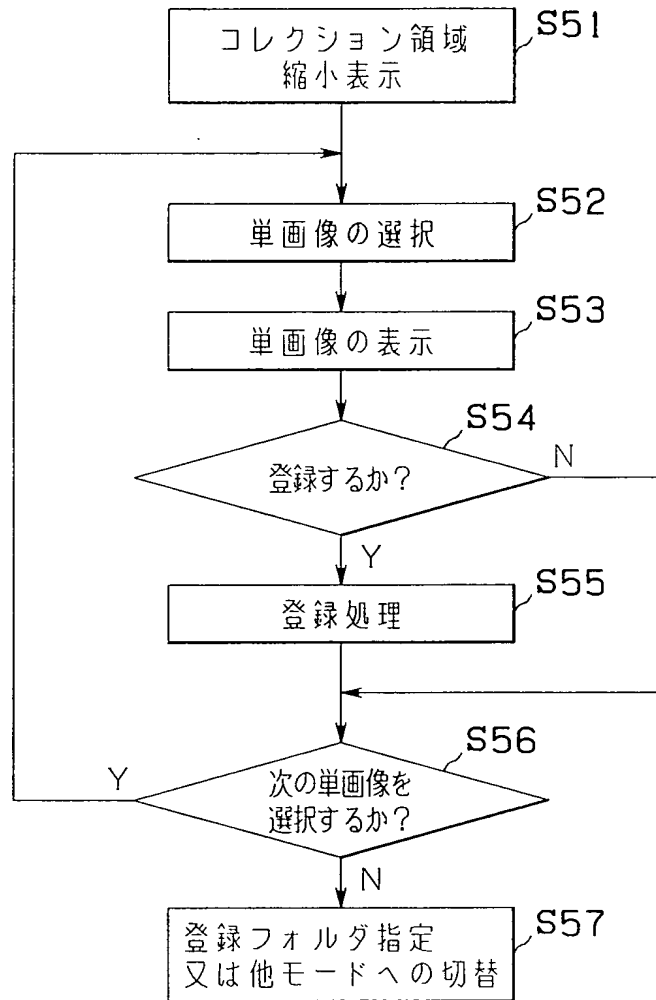 S51
コレクション領域
縮小表示
S52
単画像の選択
S53
単画像の表示
S54
登録するか?
N
Y
S55
登録処理
S56
Y
次の単画像を
選択するか?
N
S57
登録フォルダ指定
又は他モードへの切替